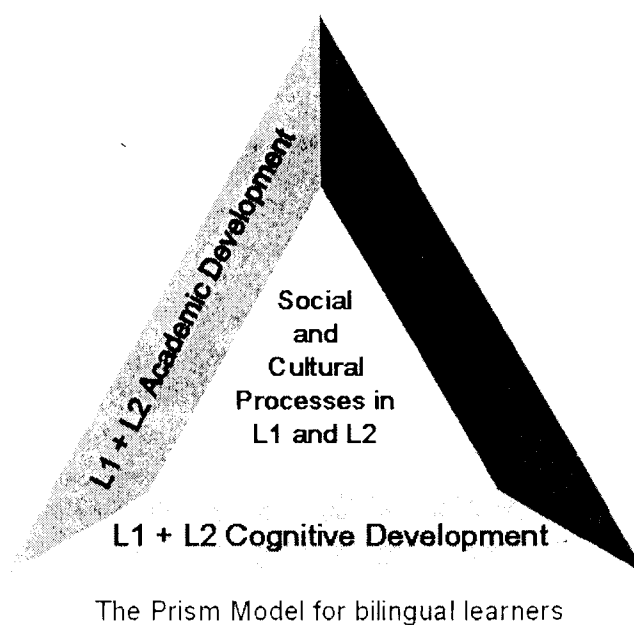 L1 + L2 Academic Development
Social
and
Cultural
Processes in
L1 and L2
L1 + L2 Cognitive Development
The Prism Model for bilingual learners